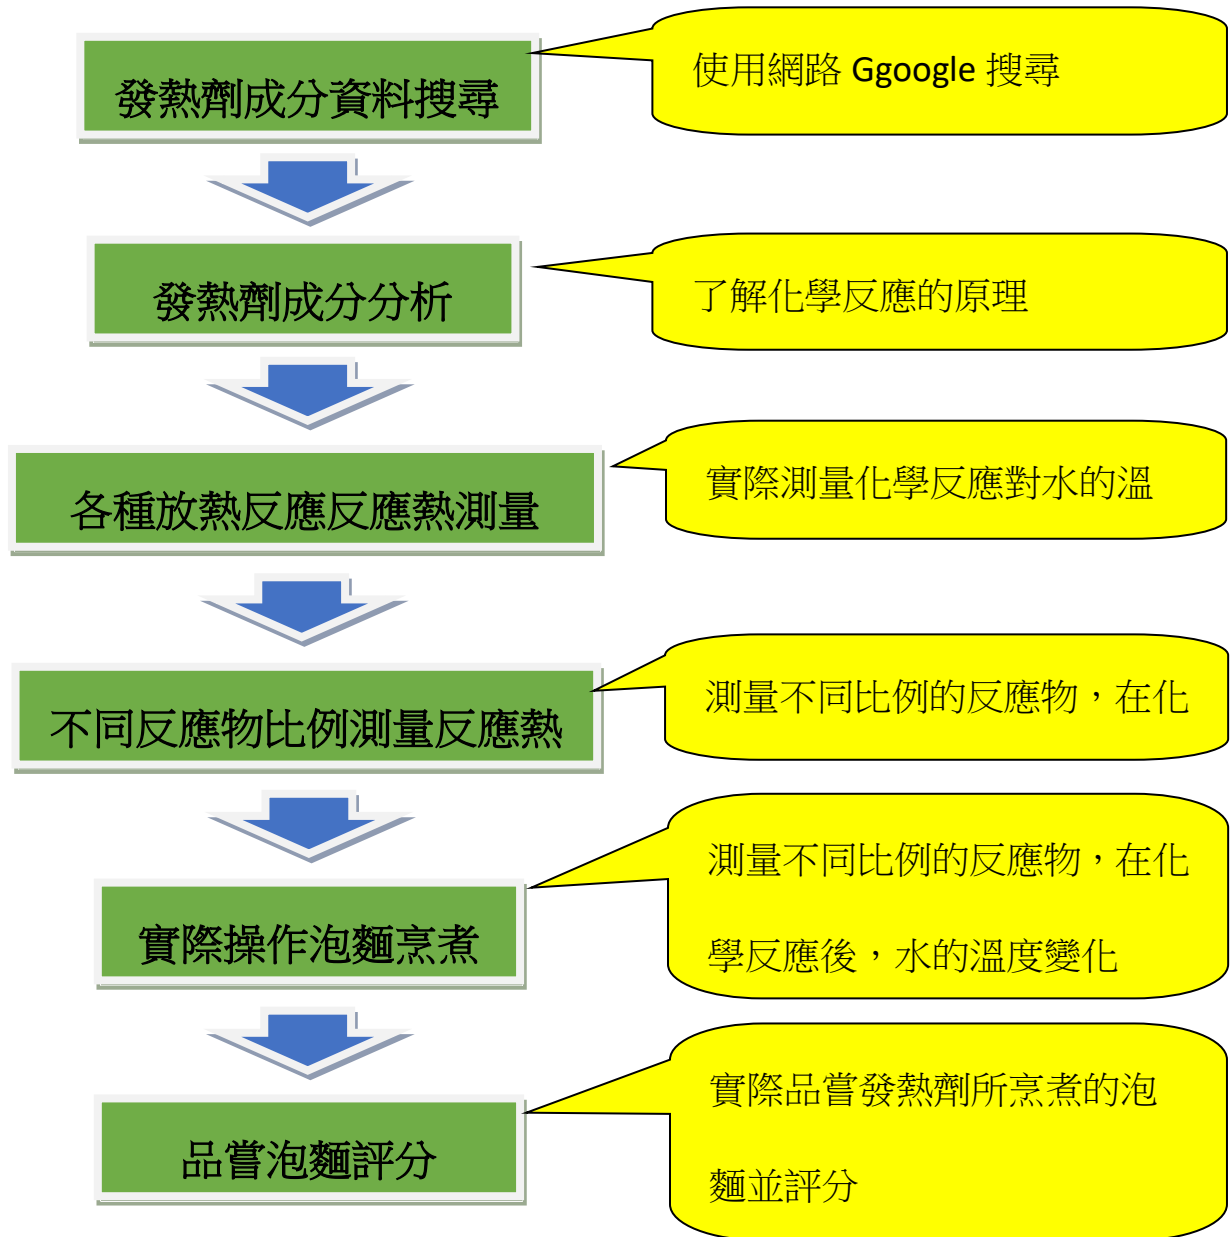 發熱劑成分資料搜尋
使用網路 Ggoogle 搜尋
發熱劑成分分析
了解化學反應的原理
各種放熱反應反應熱測量
實際測量化學反應對水的溫
不同反應物比例測量反應熱
測量不同比例的反應物，在化
實際操作泡麵烹煮
測量不同比例的反應物，在化
學反應後，水的溫度變化
品嘗泡麵評分
實際品嘗發熱劑所烹煮的泡
麵並評分